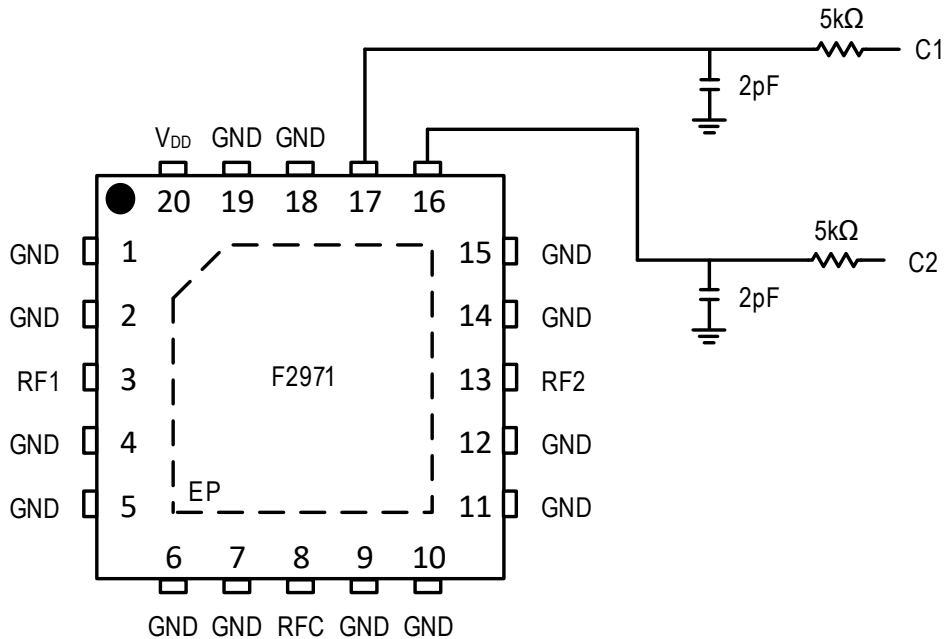 5kΩ
C1
2pF
V_DD GND GND
20 19 18 17 16
5kΩ
C2
2pF
GND 1 15 GND
GND 2 14 GND
RF1 3 F2971 13 RF2
GND 4 12 GND
GND 5 EP 11 GND
6 7 8 9 10
GND GND RFC GND GND